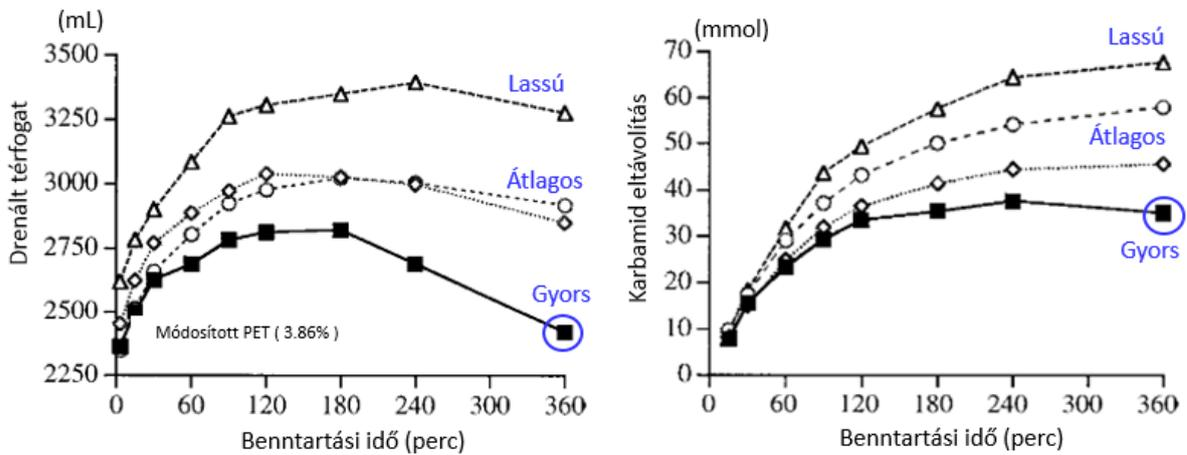 (mL)
3500
3250
3000
2750
2500
2250
Drenált térfogat
Lassú
Átlagos
Gyors
Módosított PET ( 3.86% )
0 60 120 180 240 300 360
Benntartási idő (perc)
(mmol)
70
60
50
40
30
20
10
0
Karbamid eltávolítás
Lassú
Átlagos
Gyors
0 60 120 180 240 300 360
Benntartási idő (perc)